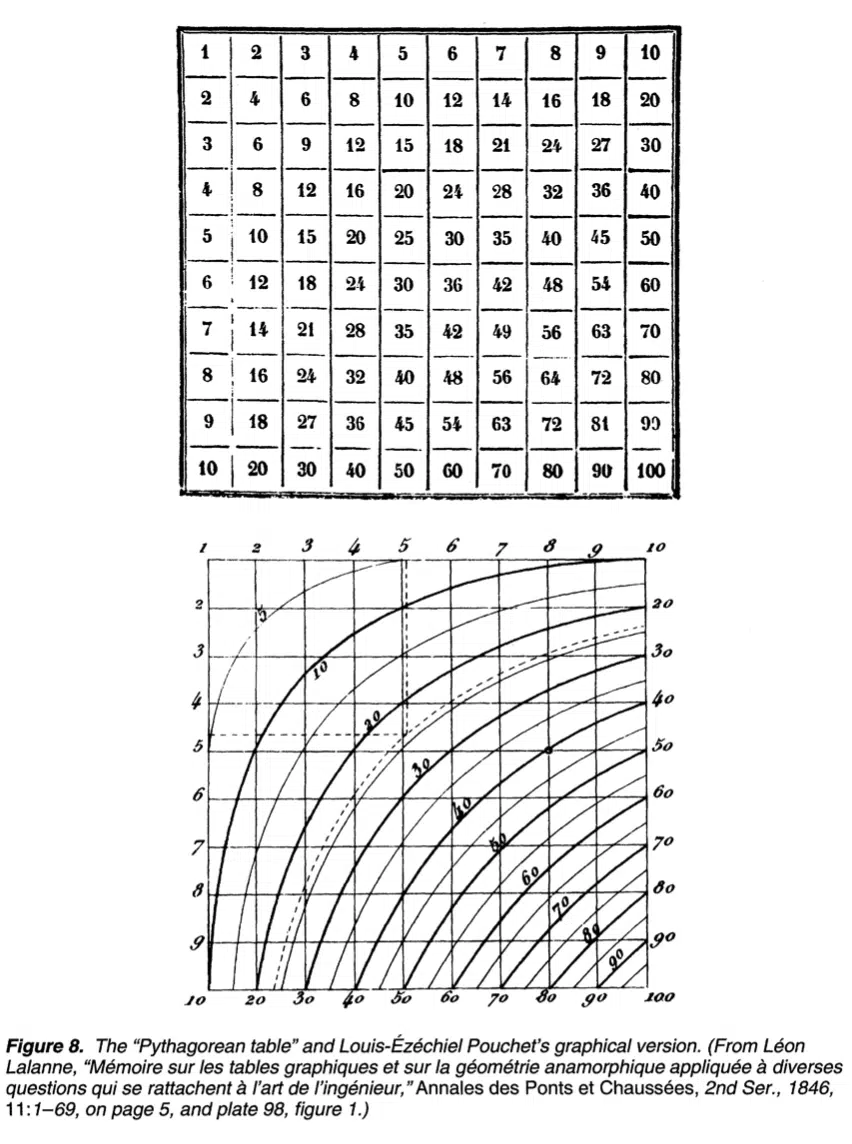 1 2 3 4 5 6 7 8 9 10
2 4 6 8 10 12 14 16 18 20
3 6 9 12 15 18 21 24 27 30
4 8 12 16 20 24 28 32 36 40
5 10 15 20 25 30 35 40 45 50
6 12 18 24 30 36 42 48 54 60
7 14 21 28 35 42 49 56 63 70
8 16 24 32 40 48 56 64 72 80
9 18 27 36 45 54 63 72 81 90
10 20 30 40 50 60 70 80 90 100
1 2 3 4 5 6 7 8 9 10
2 5 20
3 10 30
4 20 40
5 30 50
6 40 60
7 50 70
8 60 70 80
9 80 90 90
10 20 30 40 50 60 70 80 90 100
Figure 8. The “Pythagorean table” and Louis-Ézéchiel Pouchet’s graphical version. (From Léon
Lalanne, “Mémoire sur les tables graphiques et sur la géométrie anamorphique appliquée à diverses
questions qui se rattachent à l’art de l’ingénieur,” Annales des Ponts et Chaussées, 2nd Ser., 1846,
11:1–69, on page 5, and plate 98, figure 1.)